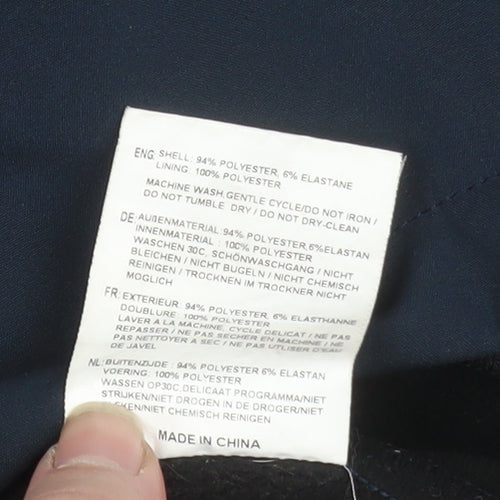 ENG: SHELL: 94% POLYESTER, 6% ELASTANE
LINING: 100% POLYESTER
MACHINE WASH,GENTLE CYCLE/DO NOT IRON /
DO NOT TUMBLE DRY / DO NOT DRY-CLEAN
DE: AUßENMATERIAL:94% POLYESTER,6%ELASTAN
INNENMATERIAL : 100% POLYESTER
WASCHEN 30C, SCHÖNWASCHGANG / NICHT
BLEICHEN / NICHT BUGELN / NICHT CHEMISCH
REINIGEN / TROCKNEN IM TROCKNER NICHT
MOGLICH
FR: EXTERIEUR: 94% POLYESTER, 6% ELASTHANNE
DOUBLURE: 100% POLYESTER
LAVER A LA MACHINE, CYCLE DELICAT / NE PAS
REPASSER / NE PAS SECHER EN MACHINE / NE
PAS NETTOYER A SEC / NE PAS UTLISER D'EAU
DE JAVEL
NL: BUITENZIJDE : 94% POLYESTER 6% ELASTAN
VOERING: 100% POLYESTER
WASSEN OP30C,DELICAAT PROGRAMMA/NIET
STRIJKEN/NIET DROGEN IN DE DROGER/NIET
/NIET CHEMISCH REINIGEN
MADE IN CHINA